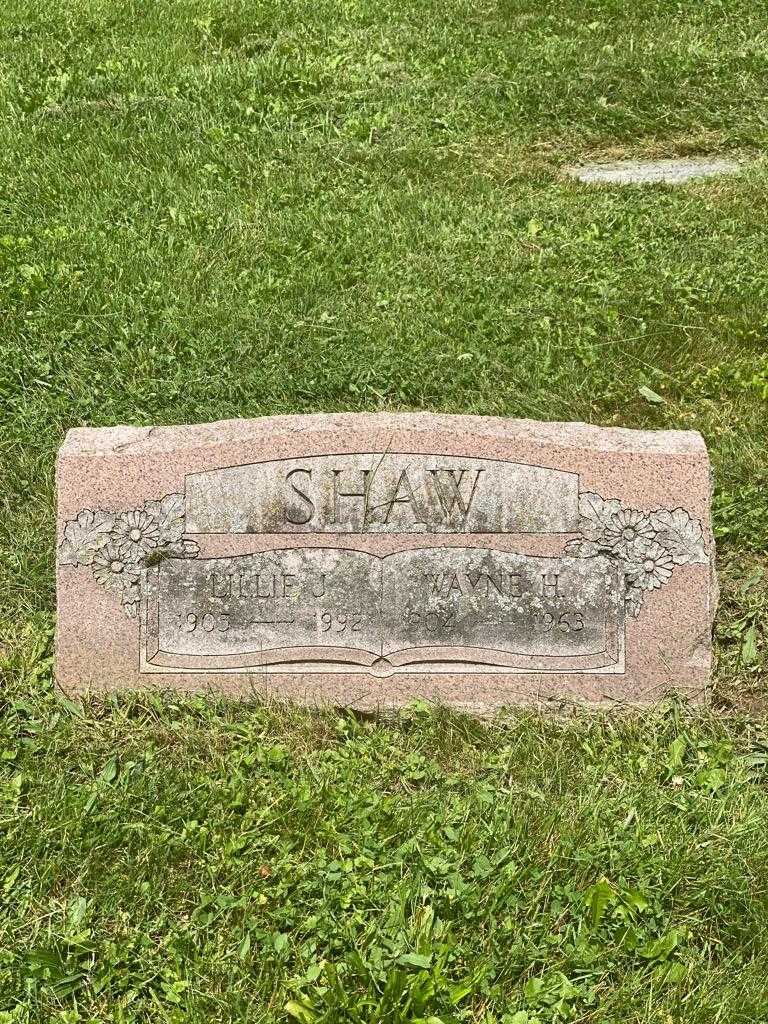 SHAW
LILLIE J. WAYNE H.
1903 — 1992 1902 — 1963